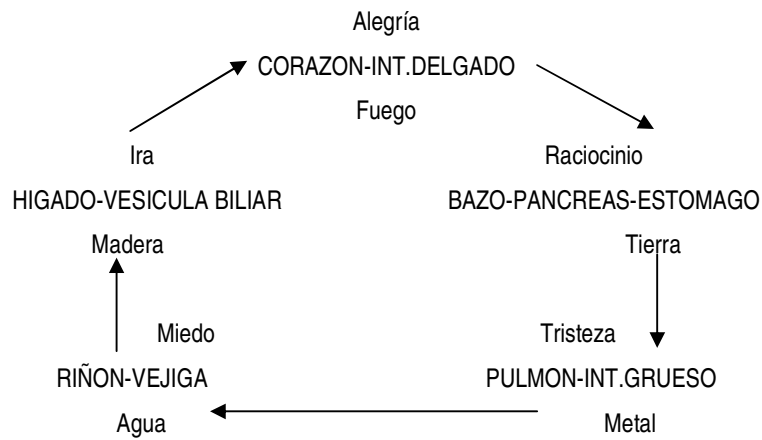 Alegría
CORAZON-INT.DELGADO
Fuego
Ira
Raciocinio
HIGADO-VESICULA BILIAR
BAZO-PANCREAS-ESTOMAGO
Madera
Tierra
Miedo
Tristeza
RIÑON-VEJIGA
PULMON-INT.GRUESO
Agua
Metal